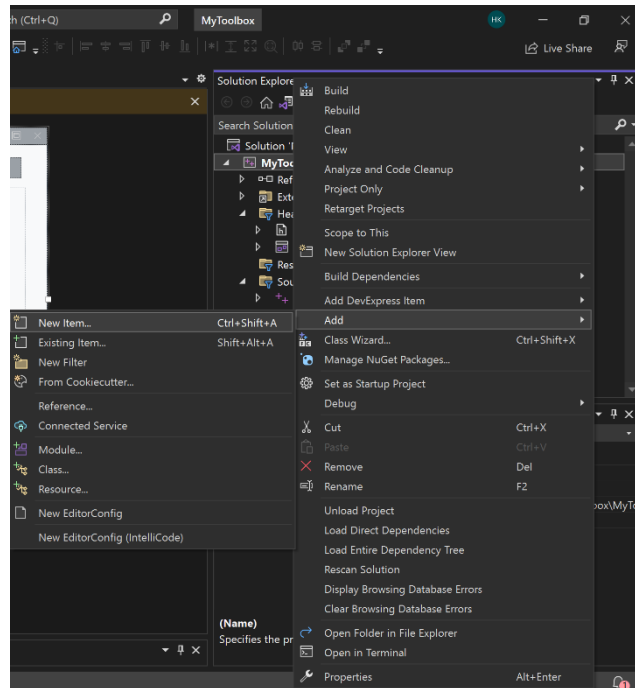 h (Ctrl+Q)
MyToolbox
HK
Live Share
Solution Explore
Search Solution
Solution '
MyToo
Ref
Exte
Hea
Res
Sou
Build
Rebuild
Clean
View
Analyze and Code Cleanup
Project Only
Retarget Projects
Scope to This
New Solution Explorer View
Build Dependencies
Add DevExpress Item
Add
Class Wizard... Ctrl+Shift+X
Manage NuGet Packages...
Set as Startup Project
Debug
Cut Ctrl+X
Paste Ctrl+V
Remove Del
Rename F2
Unload Project
Load Direct Dependencies
Load Entire Dependency Tree
Rescan Solution
Display Browsing Database Errors
Clear Browsing Database Errors
Open Folder in File Explorer
Open in Terminal
Properties Alt+Enter
New Item... Ctrl+Shift+A
Existing Item... Shift+Alt+A
New Filter
From Cookiecutter...
Reference...
Connected Service
Module...
Class...
Resource...
New EditorConfig
New EditorConfig (IntelliCode)
box\MyTo
(Name)
Specifies the pr